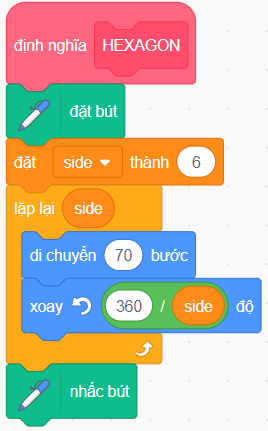 định nghĩa HEXAGON
đặt bút
đặt side thành 6
lặp lại side
di chuyển 70 bước
xoay 360 / side độ
nhấc bút